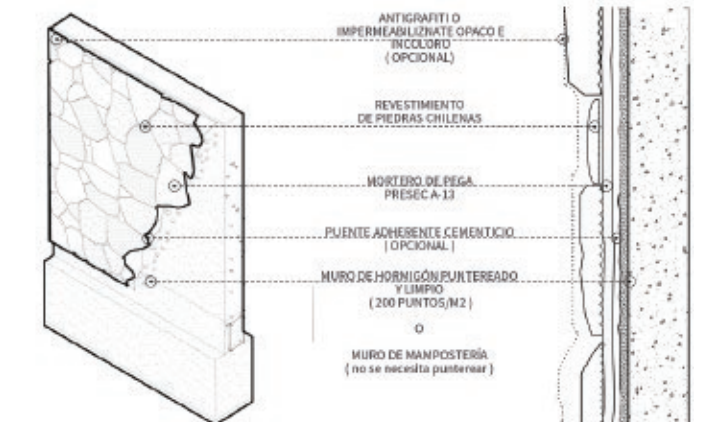 ANTIGRAFITI O
IMPERMEABILIZNATE OPACO E
INCOLORO
( OPCIONAL)
REVESTIMIENTO
DE PIEDRAS CHILENAS
MORTERO DE PEGA
PRESEC A-13
PUENTE ADHERENTE CEMENTICIO
( OPCIONAL )
MURO DE HORMIGÓN PUNTEREADO
Y LIMPIO
( 200 PUNTOS/M2 )
O
MURO DE MAMPOSTERÍA
( no se necesita punterear )